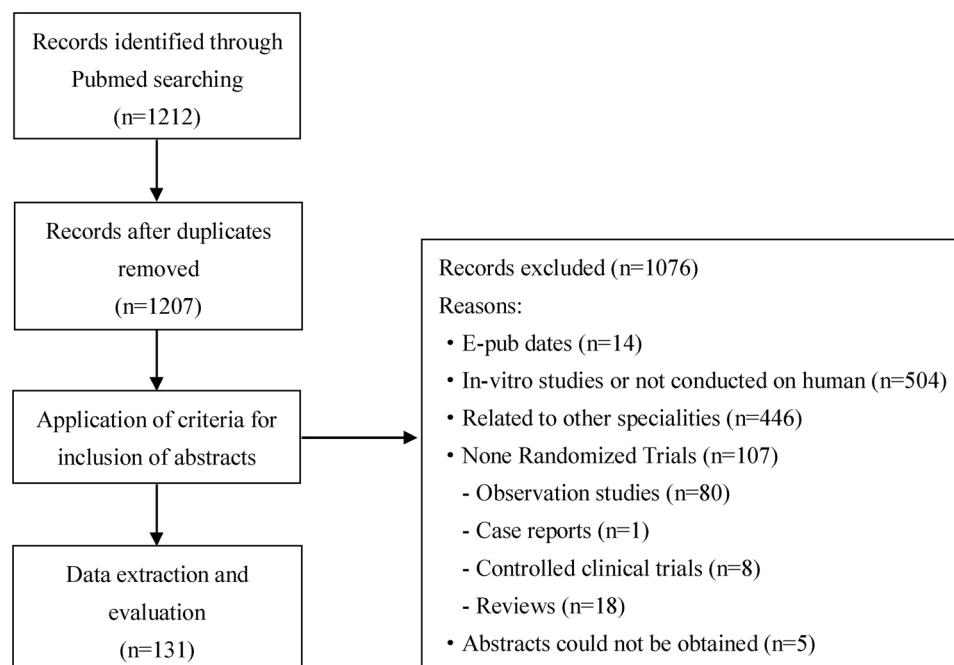 Records identified through
Pubmed searching
(n=1212)
Records after duplicates
removed
(n=1207)
Application of criteria for
inclusion of abstracts
Data extraction and
evaluation
(n=131)
Records excluded (n=1076)
Reasons:
• E-pub dates (n=14)
• In-vitro studies or not conducted on human (n=504)
• Related to other specialities (n=446)
• None Randomized Trials (n=107)
- Observation studies (n=80)
- Case reports (n=1)
- Controlled clinical trials (n=8)
- Reviews (n=18)
• Abstracts could not be obtained (n=5)